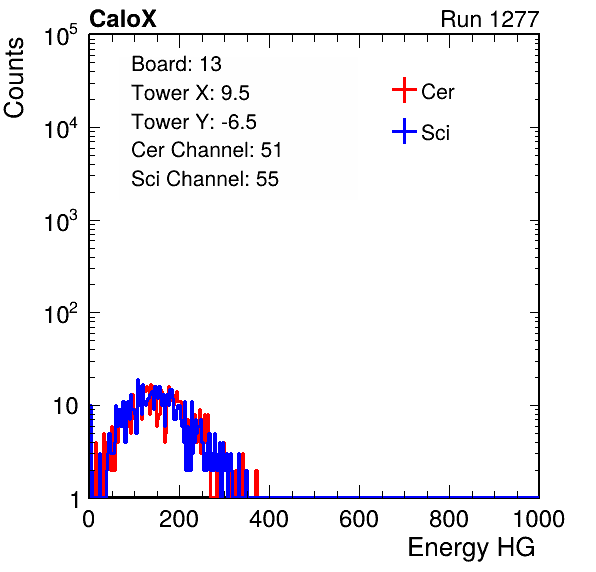 CaloX Run 1277
Counts
10^5
10^4
10^3
10^2
10
1
Board: 13
Tower X: 9.5
Tower Y: -6.5
Cer Channel: 51
Sci Channel: 55
Cer
Sci
0 200 400 600 800 1000
Energy HG